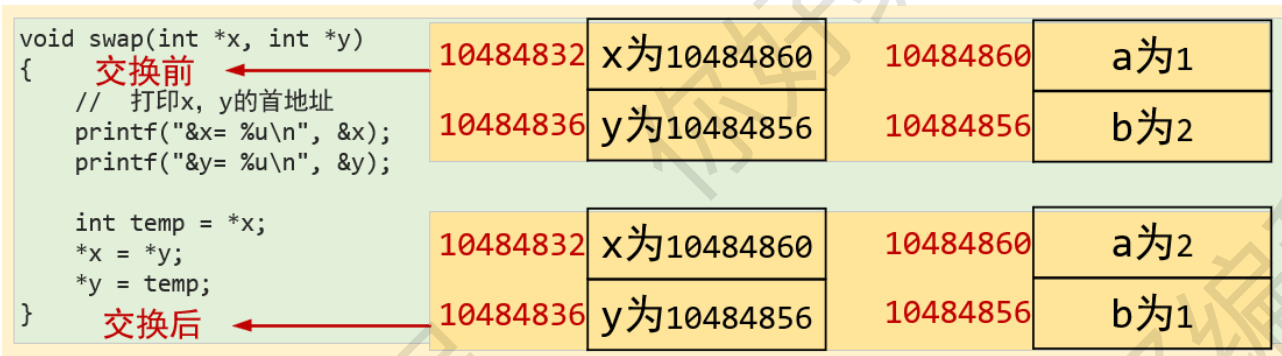 void swap(int *x, int *y)
{ 交换前
// 打印x，y的首地址
printf("&x= %u\n", &x);
printf("&y= %u\n", &y);
int temp = *x;
*x = *y;
*y = temp;
} 交换后
10484832 x为10484860 10484860 a为1
10484836 y为10484856 10484856 b为2
10484832 x为10484860 10484860 a为2
10484836 y为10484856 10484856 b为1
你好